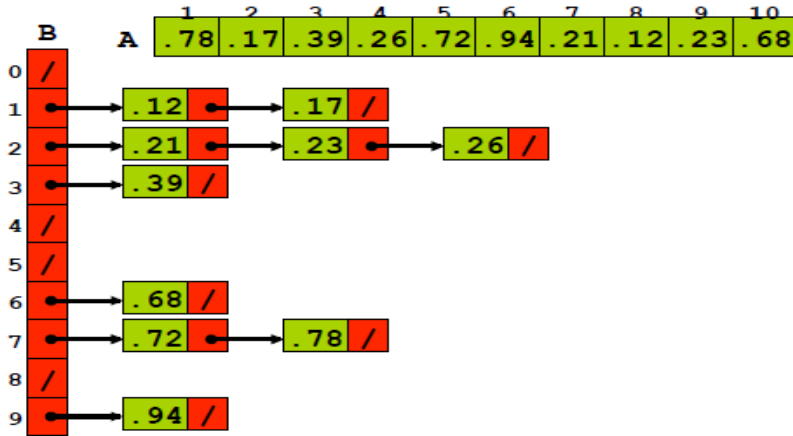 1 2 3 4 5 6 7 8 9 10
B A .78 .17 .39 .26 .72 .94 .21 .12 .23 .68
0 /
1 .12 .17 /
2 .21 .23 .26 /
3 .39 /
4 /
5 /
6 .68 /
7 .72 .78 /
8 /
9 .94 /